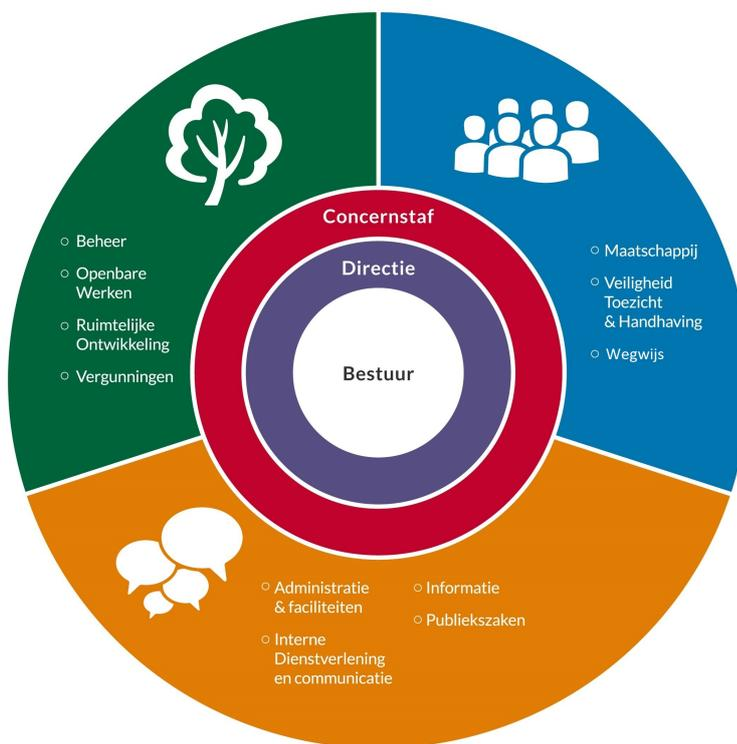 Concernstaf
Directie
Bestuur
Beheer
Openbare
Werken
Ruimtelijke
Ontwikkeling
Vergunningen
Maatschappij
Veiligheid
Toezicht
& Handhaving
Wegwijs
Administratie
& faciliteiten
Interne
Dienstverlening
en communicatie
Informatie
Publiekszaken